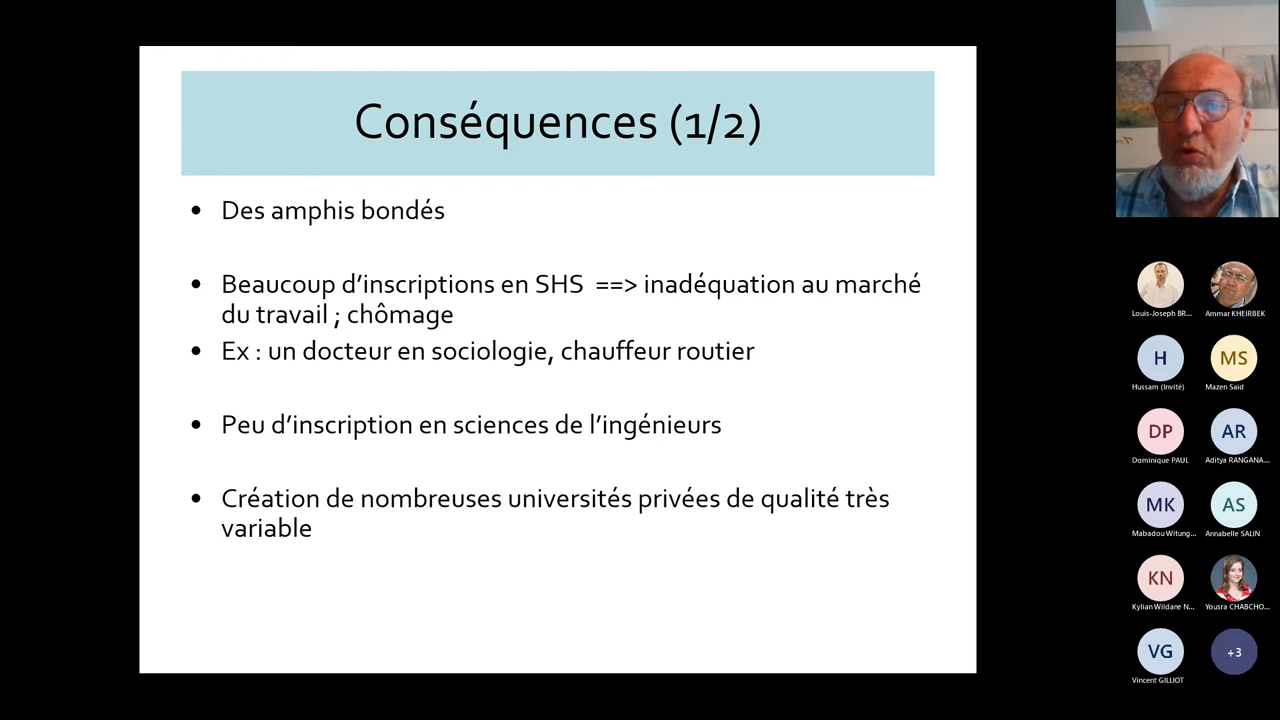 Conséquences (1/2)
• Des amphis bondés
• Beaucoup d’inscriptions en SHS ==> inadéquation au marché
du travail ; chômage
• Ex : un docteur en sociologie, chauffeur routier
• Peu d’inscription en sciences de l’ingénieurs
• Création de nombreuses universités privées de qualité très
variable
Louis-Joseph BR...
Ammar KHEIRBEK
H
MS
Hussam (Invité)
Mazen Said
DP
AR
Dominique PAUL
Aditya RANGANA...
MK
AS
Mabadou Witung...
Annabelle SALIN
KN
Kylian Wildane N...
Yousra CHABCHO...
VG
+3
Vincent GILLIOT